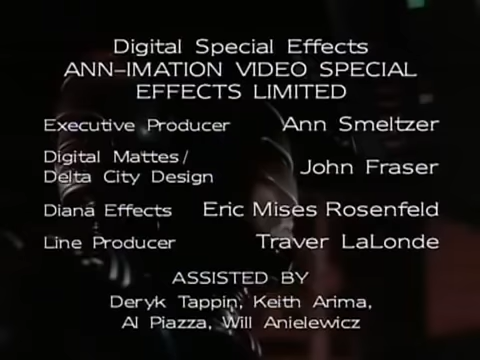 Digital Special Effects
ANN-IMATION VIDEO SPECIAL
EFFECTS LIMITED
Executive Producer Ann Smeltzer
Digital Mattes/
Delta City Design John Fraser
Diana Effects Eric Mises Rosenfeld
Line Producer Traver LaLonde
ASSISTED BY
Deryk Tappin, Keith Arima,
Al Piazza, Will Anielewicz